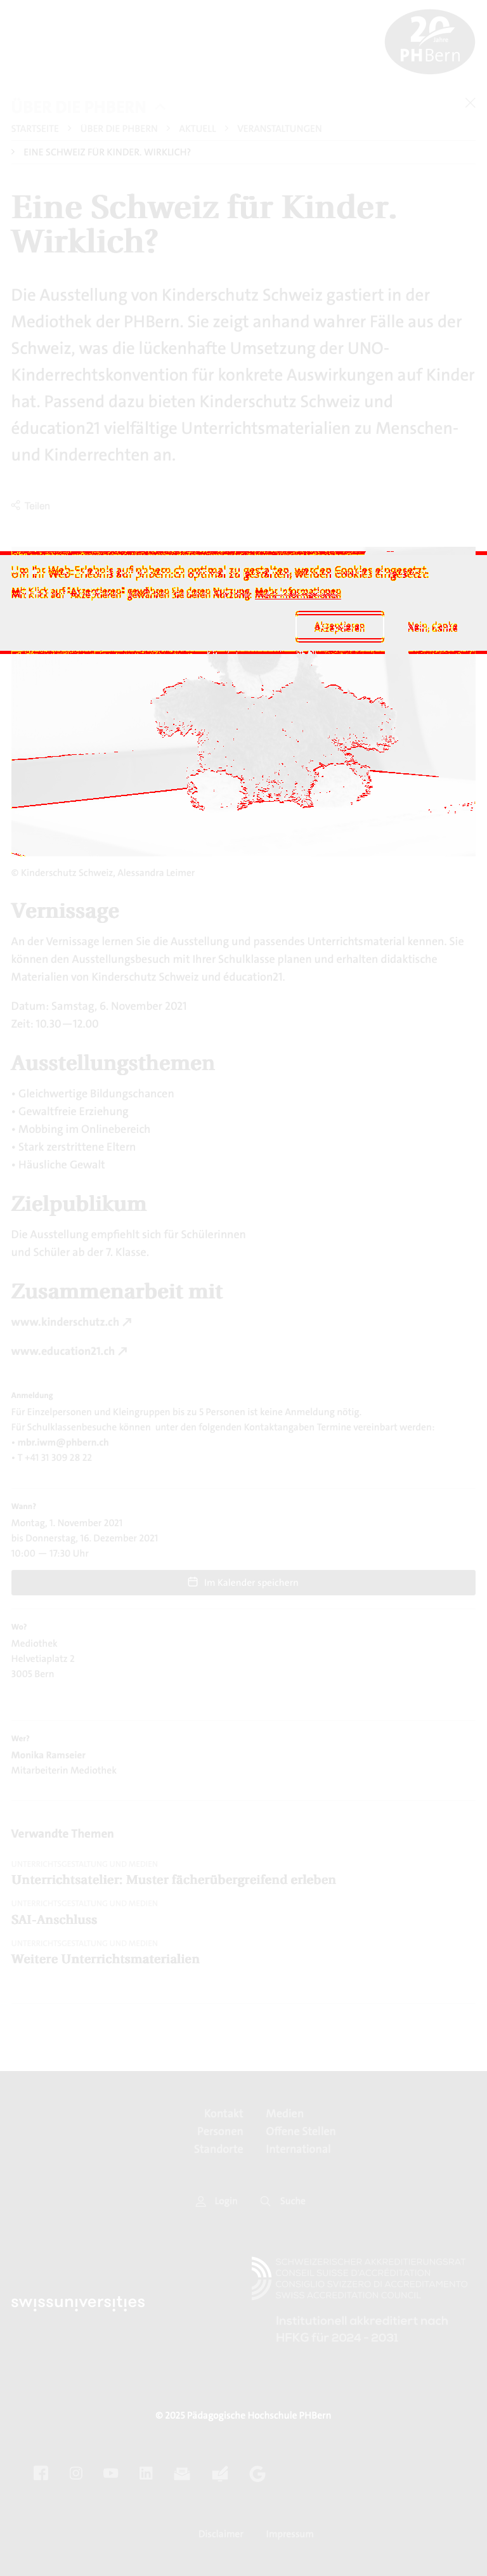 20
Jahre
PHBern
ÜBER DIE PHBERN
STARTSEITE › ÜBER DIE PHBERN › AKTUELL › VERANSTALTUNGEN
› EINE SCHWEIZ FÜR KINDER. WIRKLICH?
Eine Schweiz für Kinder.
Wirklich?
Die Ausstellung von Kinderschutz Schweiz gastiert in der
Mediothek der PHBern. Sie zeigt anhand wahrer Fälle aus der
Schweiz, was die lückenhafte Umsetzung der UNO-
Kinderrechtskonvention für konkrete Auswirkungen auf Kinder
hat. Passend dazu bieten Kinderschutz Schweiz und
éducation21 vielfältige Unterrichtsmaterialien zu Menschen-
und Kinderrechten an.
Teilen
Um Ihr Web-Erlebnis auf phbern.ch optimal zu gestalten, werden Cookies eingesetzt.
Mit Klick auf "Akzeptieren" gewähren Sie deren Nutzung. Mehr Informationen
Akzeptieren Nein, danke
© Kinderschutz Schweiz, Alessandra Leimer
Vernissage
An der Vernissage lernen Sie die Ausstellung und passendes Unterrichtsmaterial kennen. Sie
können den Ausstellungsbesuch mit Ihrer Schulklasse planen und erhalten didaktische
Materialien von Kinderschutz Schweiz und éducation21.
Datum: Samstag, 6. November 2021
Zeit: 10.30—12.00
Ausstellungsthemen
• Gleichwertige Bildungschancen
• Gewaltfreie Erziehung
• Mobbing im Onlinebereich
• Stark zerstrittene Eltern
• Häusliche Gewalt
Zielpublikum
Die Ausstellung empfiehlt sich für Schülerinnen
und Schüler ab der 7. Klasse.
Zusammenarbeit mit
www.kinderschutz.ch
www.education21.ch
Anmeldung
Für Einzelpersonen und Kleingruppen bis zu 5 Personen ist keine Anmeldung nötig.
Für Schulklassenbesuche können unter den folgenden Kontaktangaben Termine vereinbart werden:
• mbr.iwm@phbern.ch
• T +41 31 309 28 22
Wann?
Montag, 1. November 2021
bis Donnerstag, 16. Dezember 2021
10:00 — 17:30 Uhr
Im Kalender speichern
Wo?
Mediothek
Helvetiaplatz 2
3005 Bern
Wer?
Monika Ramseier
Mitarbeiterin Mediothek
Verwandte Themen
UNTERRICHTSGESTALTUNG UND MEDIEN
Unterrichtsatelier: Muster fächerübergreifend erleben
UNTERRICHTSGESTALTUNG UND MEDIEN
SAI-Anschluss
UNTERRICHTSGESTALTUNG UND MEDIEN
Weitere Unterrichtsmaterialien
Kontakt Medien
Personen Offene Stellen
Standorte International
Login Suche
SCHWEIZERISCHER AKKREDITIERUNGSRAT
CONSEIL SUISSE D'ACCRÉDITATION
CONSIGLIO SVIZZERO DI ACCREDITAMENTO
SWISS ACCREDITATION COUNCIL
swissuniversities
Institutionell akkreditiert nach
HFKG für 2024 - 2031
© 2025 Pädagogische Hochschule PHBern
Disclaimer Impressum